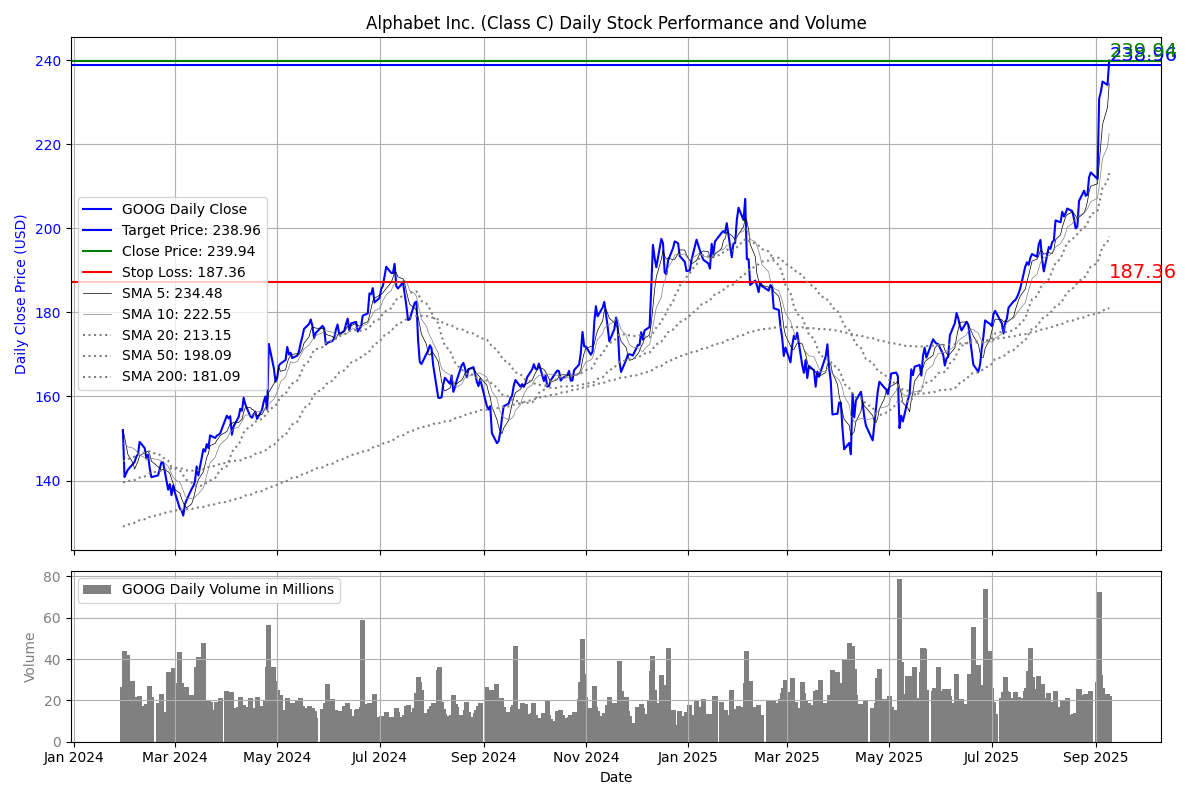 Alphabet Inc. (Class C) Daily Stock Performance and Volume
239.94
238.96
187.36
Daily Close Price (USD)
240
220
200
180
160
140
GOOG Daily Close
Target Price: 238.96
Close Price: 239.94
Stop Loss: 187.36
SMA 5: 234.48
SMA 10: 222.55
SMA 20: 213.15
SMA 50: 198.09
SMA 200: 181.09
Volume
80
60
40
20
0
GOOG Daily Volume in Millions
Jan 2024 Mar 2024 May 2024 Jul 2024 Sep 2024 Nov 2024 Jan 2025 Mar 2025 May 2025 Jul 2025 Sep 2025
Date